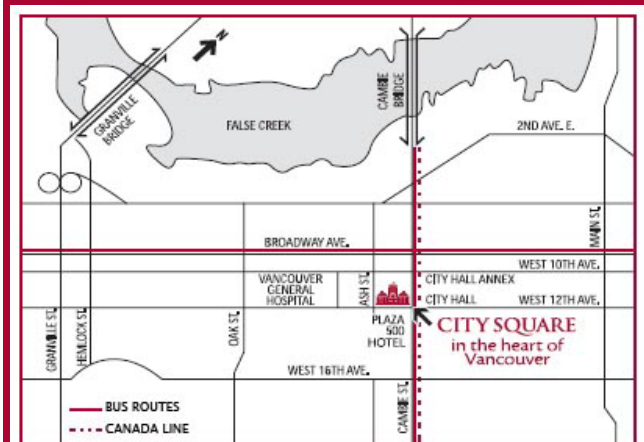 N
GRANVILLE
BRIDGE
FALSE CREEK
CAMBIE
BRIDGE
2ND AVE. E.
MAIN ST.
BROADWAY AVE.
WEST 10TH AVE.
VANCOUVER
GENERAL
HOSPITAL
ASH ST.
CITY HALL ANNEX
CITY HALL
WEST 12TH AVE.
GRANVILLE ST.
HEMLOCK ST.
OAK ST.
PLAZA
500
HOTEL
CITY SQUARE
in the heart of
Vancouver
WEST 16TH AVE.
CAMBIE ST.
BUS ROUTES
CANADA LINE